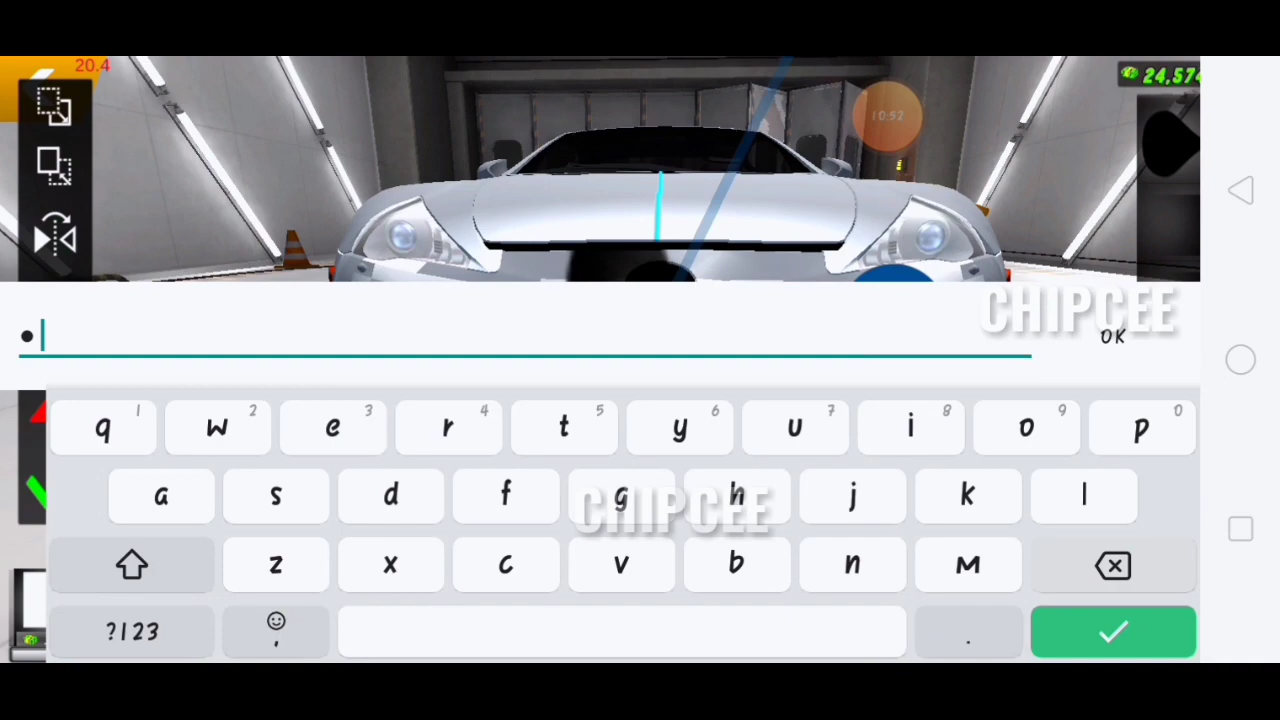 20.4
10:52
24,574
CHIPCEE
●
OK
1 2 3 4 5 6 7 8 9 0
q w e r t y u i o p
a s d f g h j k l
CHIPCEE
z x c v b n m
?123 , .